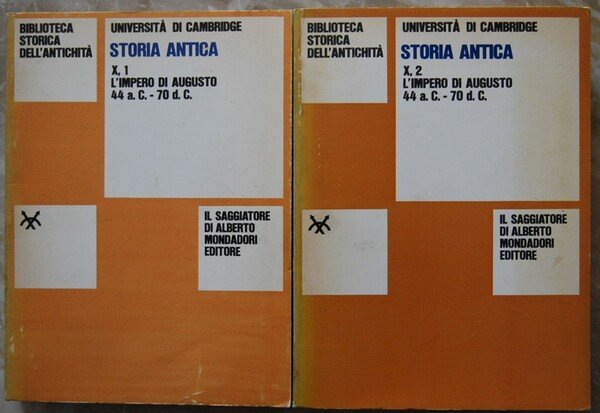 BIBLIOTECA
STORICA
DELL'ANTICHITÀ
UNIVERSITÀ DI CAMBRIDGE
STORIA ANTICA
X, 1
L'IMPERO DI AUGUSTO
44 a. C. - 70 d. C.
IL SAGGIATORE
DI ALBERTO
MONDADORI
EDITORE
BIBLIOTECA
STORICA
DELL'ANTICHITÀ
UNIVERSITÀ DI CAMBRIDGE
STORIA ANTICA
X, 2
L'IMPERO DI AUGUSTO
44 a. C. - 70 d. C.
IL SAGGIATORE
DI ALBERTO
MONDADORI
EDITORE